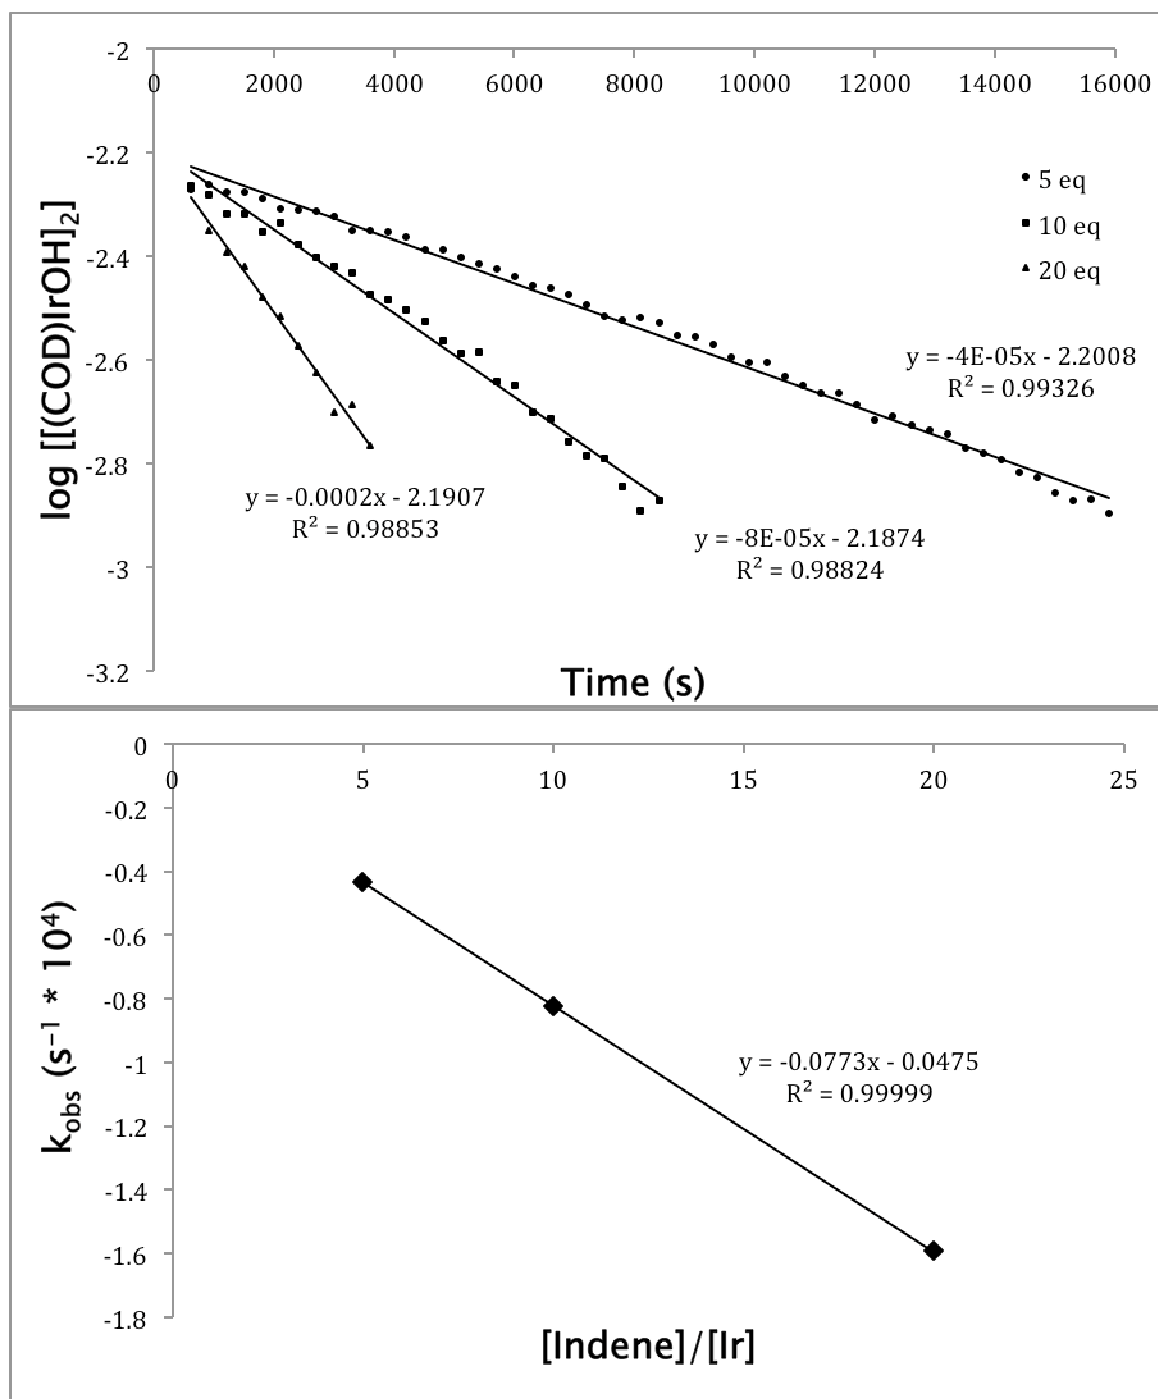 -2
0 2000 4000 6000 8000 10000 12000 14000 16000
-2.2
5 eq
10 eq
20 eq
-2.4
log [[(COD)IrOH]₂]
-2.6
y = -4E-05x - 2.2008
R² = 0.99326
-2.8
y = -0.0002x - 2.1907
R² = 0.98853
y = -8E-05x - 2.1874
R² = 0.98824
-3
-3.2
Time (s)
0
0 5 10 15 20 25
-0.2
-0.4
-0.6
-0.8
kobs (s⁻¹ * 10⁴)
-1
y = -0.0773x - 0.0475
R² = 0.99999
-1.2
-1.4
-1.6
-1.8
[Indene]/[Ir]